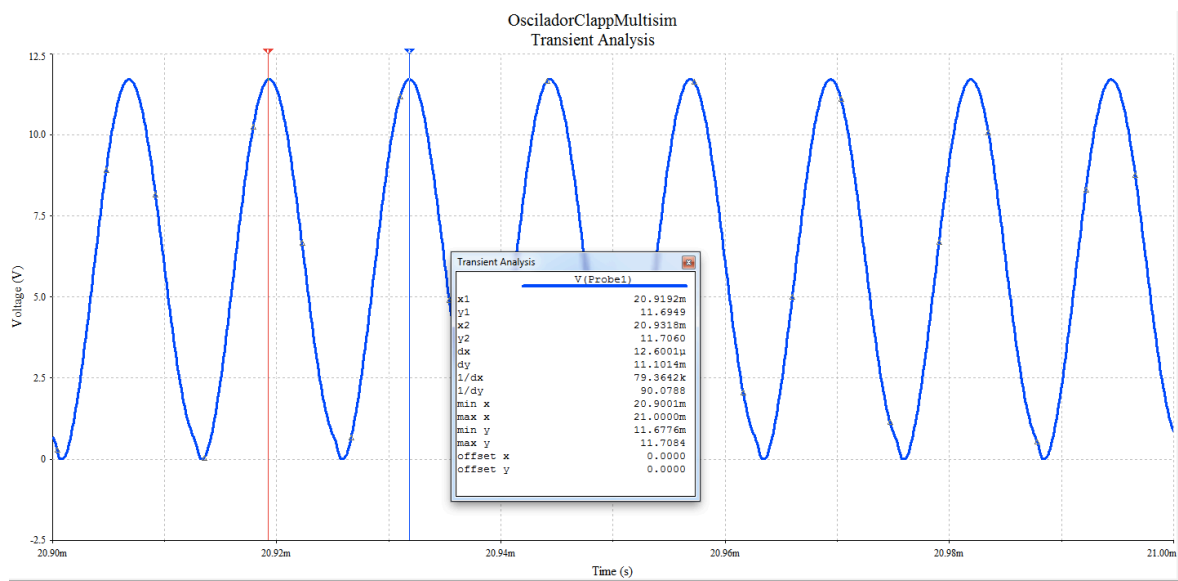 OsciladorClappMultisim
Transient Analysis
12.5
10.0
7.5
5.0
2.5
0
-2.5
Voltage (V)
Transient Analysis
x
V(Probe1)
x1 20.9192m
y1 11.6949
x2 20.9318m
y2 11.7060
dx 12.6001µ
dy 11.1014m
1/dx 79.3642k
1/dy 90.0788
min x 20.9001m
max x 21.0000m
min y 11.6776m
max y 11.7084
offset x 0.0000
offset y 0.0000
20.90m 20.92m 20.94m 20.96m 20.98m 21.00m
Time (s)